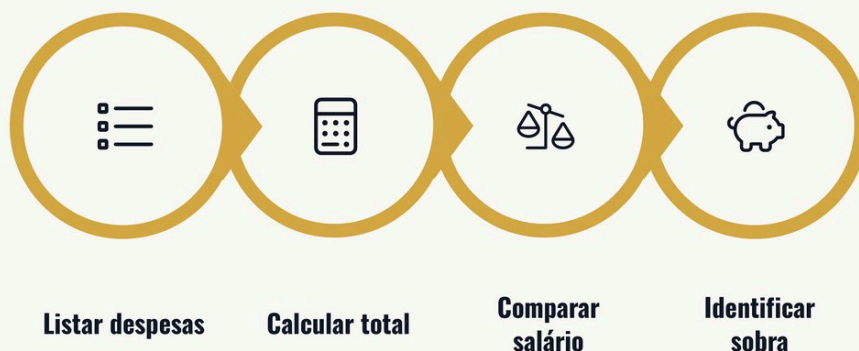 Listar despesas
Calcular total
Comparar
salário
Identificar
sobra